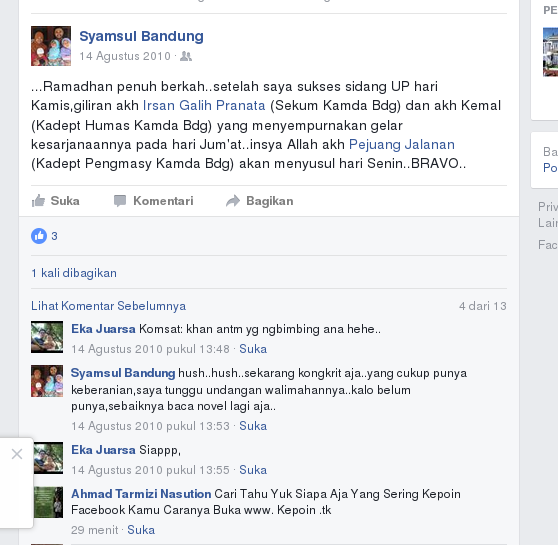 PE
Syamsul Bandung
14 Agustus 2010 ·
...Ramadhan penuh berkah..setelah saya sukses sidang UP hari
Kamis,giliran akh Irsan Galih Pranata (Sekum Kamda Bdg) dan akh Kemal
(Kadept Humas Kamda Bdg) yang menyempurnakan gelar
kesarjanaannya pada hari Jum'at..insya Allah akh Pejuang Jalanan
(Kadept Pengmasy Kamda Bdg) akan menyusul hari Senin..BRAVO..
Suka Komentari Bagikan
3
1 kali dibagikan
Lihat Komentar Sebelumnya 4 dari 13
Eka Juarsa Komsat: khan antm yg ngbimbing ana hehe..
14 Agustus 2010 pukul 13:48 · Suka
Syamsul Bandung hush..hush..sekarang kongkrit aja..yang cukup punya
keberanian,saya tunggu undangan walimahannya..kalo belum
punya,sebaiknya baca novel lagi aja..
14 Agustus 2010 pukul 13:53 · Suka
Eka Juarsa Siappp,
14 Agustus 2010 pukul 13:55 · Suka
Ahmad Tarmizi Nasution Cari Tahu Yuk Siapa Aja Yang Sering Kepoin
Facebook Kamu Caranya Buka www. Kepoin .tk
29 menit · Suka
Ba
Po
Priv
Lain
Fac